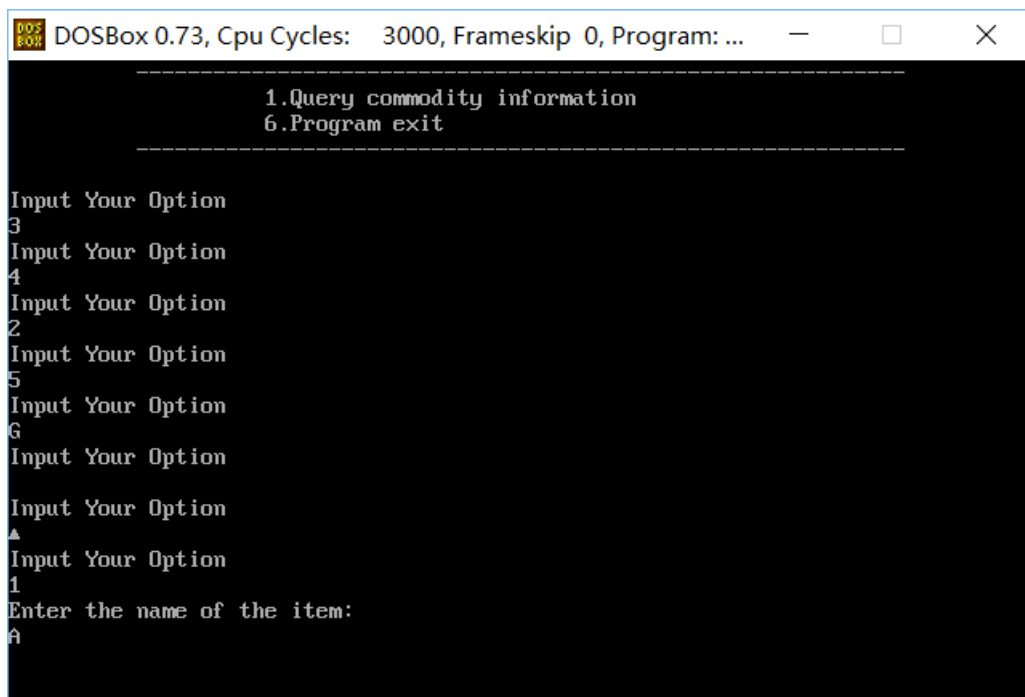 DOS BOX DOSBox 0.73, Cpu Cycles: 3000, Frameskip 0, Program: ...
------------------------------------------------------------
1.Query commodity information
6.Program exit
------------------------------------------------------------
Input Your Option
3
Input Your Option
4
Input Your Option
2
Input Your Option
5
Input Your Option
G
Input Your Option
Input Your Option
▲
Input Your Option
1
Enter the name of the item:
A